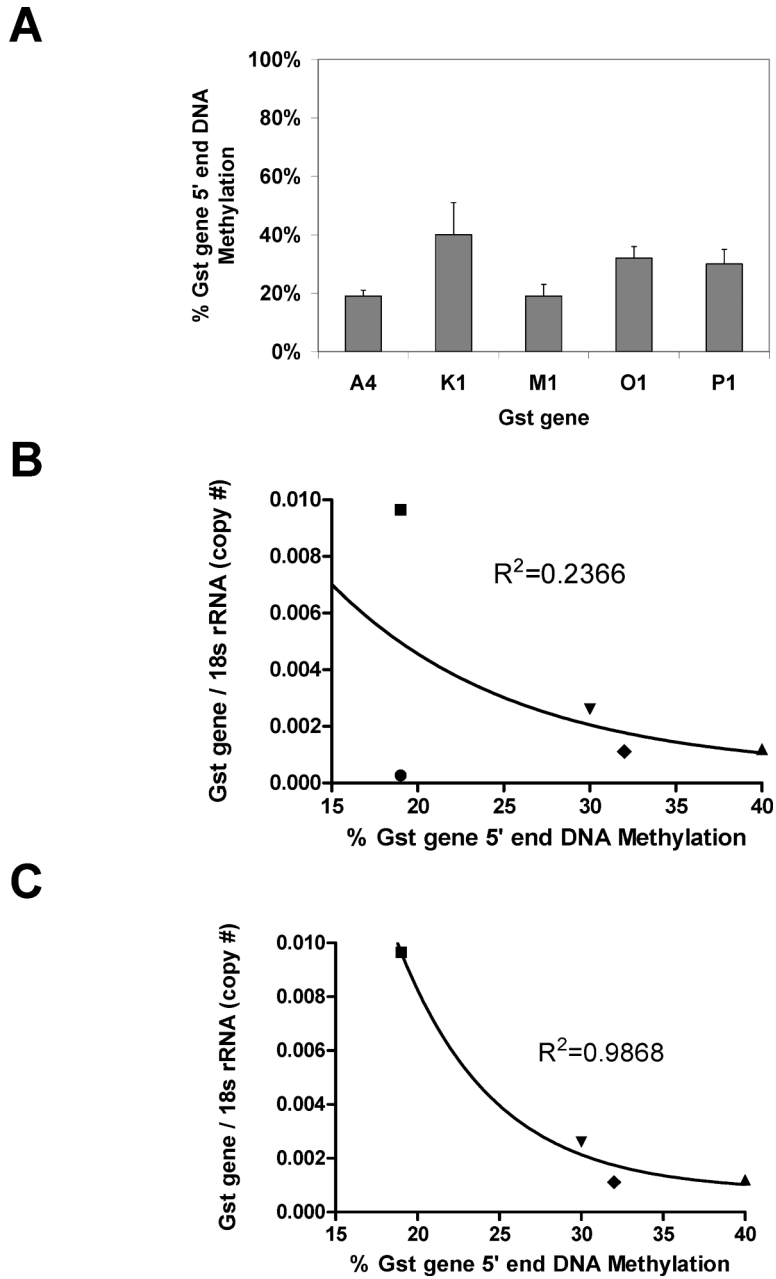 A
% Gst gene 5' end DNA
Methylation
100%
80%
60%
40%
20%
0%
A4 K1 M1 O1 P1
Gst gene
B
Gst gene / 18s rRNA (copy #)
0.010
0.008
0.006
0.004
0.002
0.000
R²=0.2366
15 20 25 30 35 40
% Gst gene 5' end DNA Methylation
C
Gst gene / 18s rRNA (copy #)
0.010
0.008
0.006
0.004
0.002
0.000
R²=0.9868
15 20 25 30 35 40
% Gst gene 5' end DNA Methylation